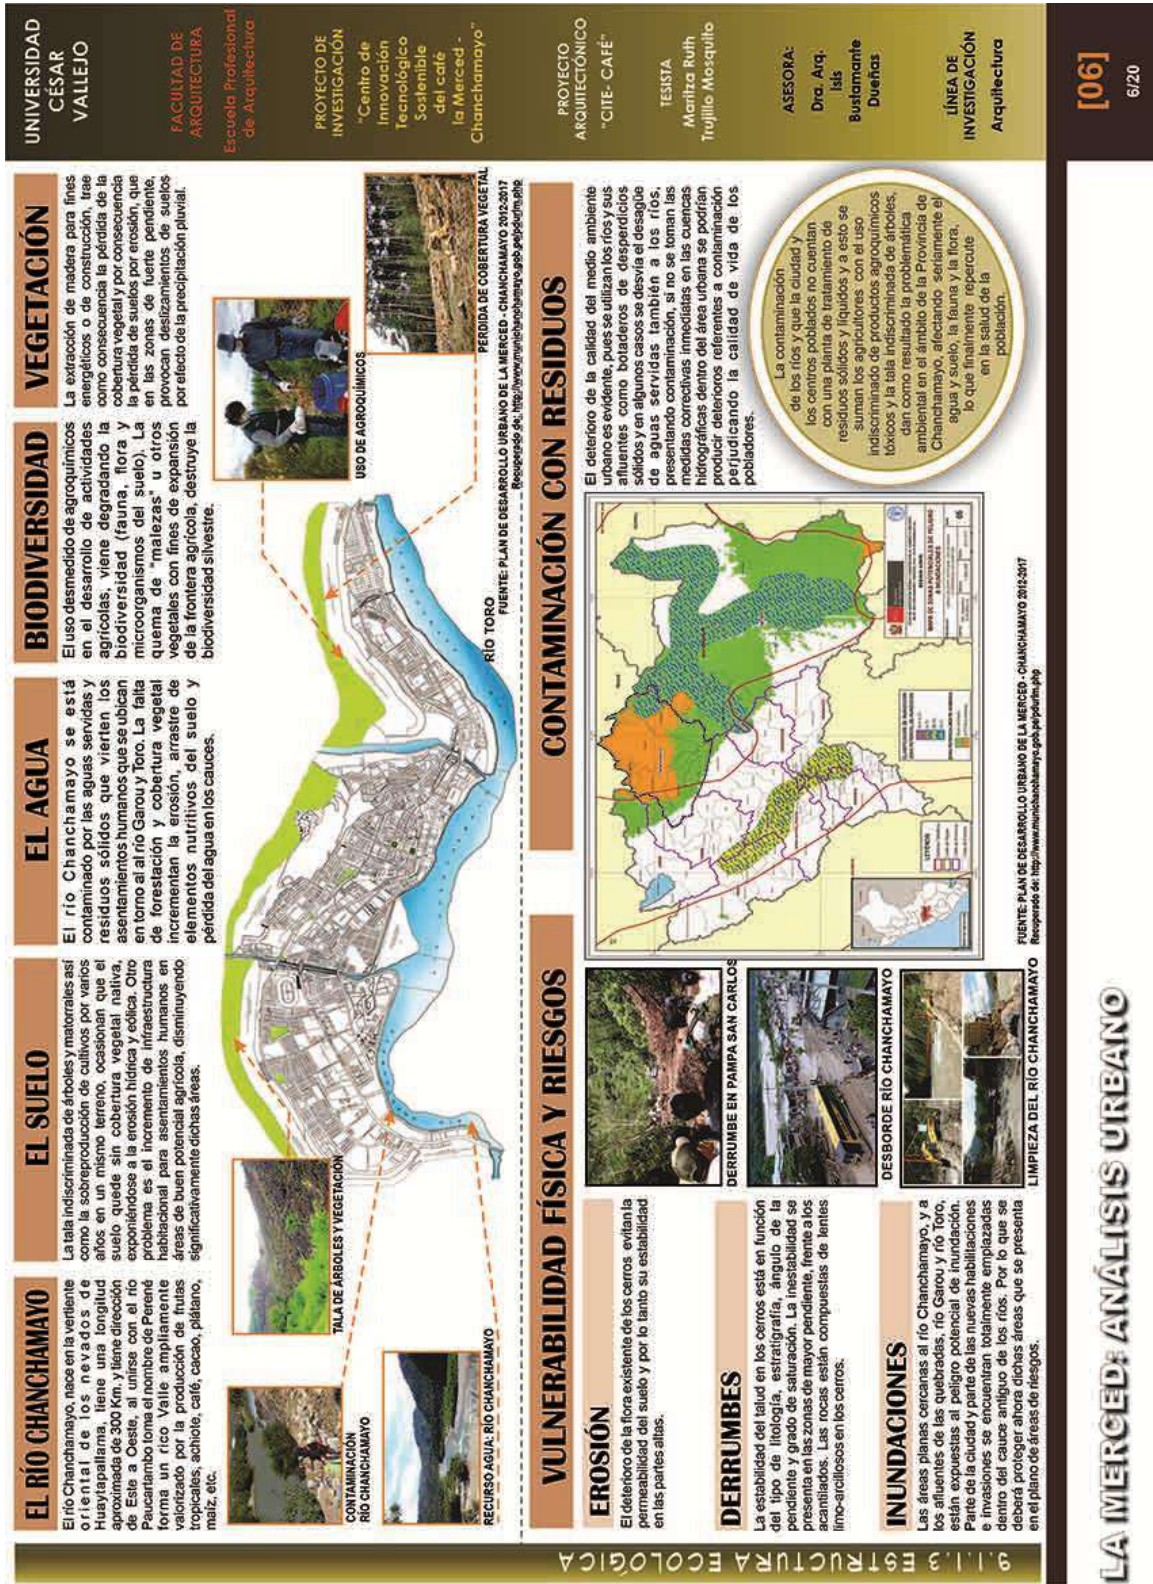 9.1.1.3 ESTRUCTURA ECOLÓGICA
EL RÍO CHANCHAMAYO
El río Chanchamayo, nace en la vertiente
oriental de los nevados de
Huaytapallarma, tiene una longitud
aproximada de 300 Km. y tiene dirección
de Este a Oeste, al unirse con el río
Paucartambo toma el nombre de Perené
forma un rico Valle ampliamente
valorizado por la producción de frutas
tropicales, achiote, café, cacao, plátano,
maíz, etc.
CONTAMINACIÓN
RÍO CHANCHAMAYO
RECURSO AGUA: RÍO CHANCHAMAYO
EL SUELO
La tala indiscriminada de árboles y matorrales así
como la sobreproducción de cultivos por varios
años en un mismo terreno, ocasionan que el
suelo quede sin cobertura vegetal nativa,
exponiéndose a la erosión hídrica y eólica. Otro
problema es el incremento de infraestructura
habitacional para asentamientos humanos en
áreas de buen potencial agrícola, disminuyendo
significativamente dichas áreas.
TALA DE ÁRBOLES Y VEGETACIÓN
EL AGUA
El río Chanchamayo se está
contaminado por las aguas servidas y
residuos sólidos que vierten los
asentamientos humanos que se ubican
en torno al río Garou y Toro. La falta
de forestación y cobertura vegetal
incrementan la erosión, arrastre de
elementos nutritivos del suelo y
pérdida del agua en los cauces.
BIODIVERSIDAD
El uso desmedido de agroquímicos
en el desarrollo de actividades
agrícolas, viene degradando la
biodiversidad (fauna, flora y
microorganismos del suelo). La
quema de "malezas" u otros
vegetales con fines de expansión
de la frontera agrícola, destruye la
biodiversidad silvestre.
VEGETACIÓN
La extracción de madera para fines
energéticos o de construcción, trae
como consecuencia la pérdida de la
cobertura vegetal y por consecuencia
la pérdida de suelos por erosión, que
en las zonas de fuerte pendiente,
provocan deslizamientos de suelos
por efecto de la precipitación pluvial.
USO DE AGROQUÍMICOS
PERDIDA DE COBERTURA VEGETAL
RÍO TORO
FUENTE: PLAN DE DESARROLLO URBANO DE LA MERCED - CHANCHAMAYO 2012-2017
Recuperado de: http://www.munichanchamayo.gob.pe/pdurlm.php
VULNERABILIDAD FÍSICA Y RIESGOS
EROSIÓN
El deterioro de la flora existente de los cerros evitan la
permeabilidad del suelo y por lo tanto su estabilidad
en las partes altas.
DERRUMBES
La estabilidad del talud en los cerros está en función
del tipo de litología, estratigrafía, ángulo de la
pendiente y grado de saturación. La inestabilidad se
presenta en las zonas de mayor pendiente, frente a los
acantilados. Las rocas están compuestas de lentes
limo-arcillosos en los cerros.
INUNDACIONES
Las áreas planas cercanas al río Chanchamayo, y a
los afluentes de las quebradas, río Garou y río Toro,
están expuestas al peligro potencial de inundación.
Parte de la ciudad y parte de las nuevas habilitaciones
e invasiones se encuentran totalmente emplazadas
dentro del cauce antiguo de los ríos. Por lo que se
deberá proteger ahora dichas áreas que se presenta
en el plano de áreas de riesgos.
DERRUMBE EN PAMPA SAN CARLOS
DESBORDE RÍO CHANCHAMAYO
LIMPIEZA DEL RÍO CHANCHAMAYO
CONTAMINACIÓN CON RESIDUOS
MAPA DE ZONAS POTENCIALES DE PELIGRO
A INUNDACIONES
LEYENDA
05
FUENTE: PLAN DE DESARROLLO URBANO DE LA MERCED - CHANCHAMAYO 2012-2017
Recuperado de: http://www.munichanchamayo.gob.pe/pdurlm.php
El deterioro de la calidad del medio ambiente
urbano es evidente, pues se utilizan los ríos y sus
afluentes como botaderos de desperdicios
sólidos y en algunos casos se desvía el desagüe
de aguas servidas también a los ríos,
presentando contaminación, si no se toman las
medidas correctivas inmediatas en las cuencas
hidrográficas dentro del área urbana se podrían
producir deterioros referentes a contaminación
perjudicando la calidad de vida de los
pobladores.
La contaminación
de los ríos y que la ciudad y
los centros poblados no cuentan
con una planta de tratamiento de
residuos sólidos y líquidos y a esto se
suman los agricultores con el uso
indiscriminado de productos agroquímicos
tóxicos y la tala indiscriminada de árboles,
dan como resultado la problemática
ambiental en el ámbito de la Provincia de
Chanchamayo, afectando seriamente el
agua y suelo, la fauna y la flora,
lo que finalmente repercute
en la salud de la
población.
UNIVERSIDAD
CÉSAR
VALLEJO
FACULTAD DE
ARQUITECTURA
Escuela Profesional
de Arquitectura
PROYECTO DE
INVESTIGACIÓN
"Centro de
Innovación
Tecnológico
Sostenible
del café
la Merced -
Chanchamayo"
PROYECTO
ARQUITECTÓNICO
"CITE- CAFÉ"
TESISTA
Maritza Ruth
Trujillo Mosquito
ASESORA:
Dra. Arq.
Isis
Bustamante
Dueñas
LÍNEA DE
INVESTIGACIÓN
Arquitectura
LA MERCED: ANÁLISIS URBANO
[06]
6/20